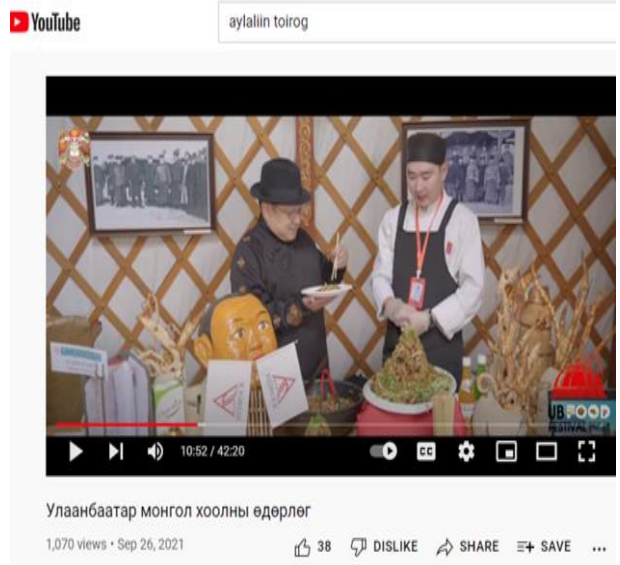 YouTube
aylaliin toirog
UB FOOD
FESTIVAL
10:52 / 42:20
CC
Улаанбаатар монгол хоолны өдөрлөг
1,070 views • Sep 26, 2021
38 DISLIKE SHARE SAVE ...